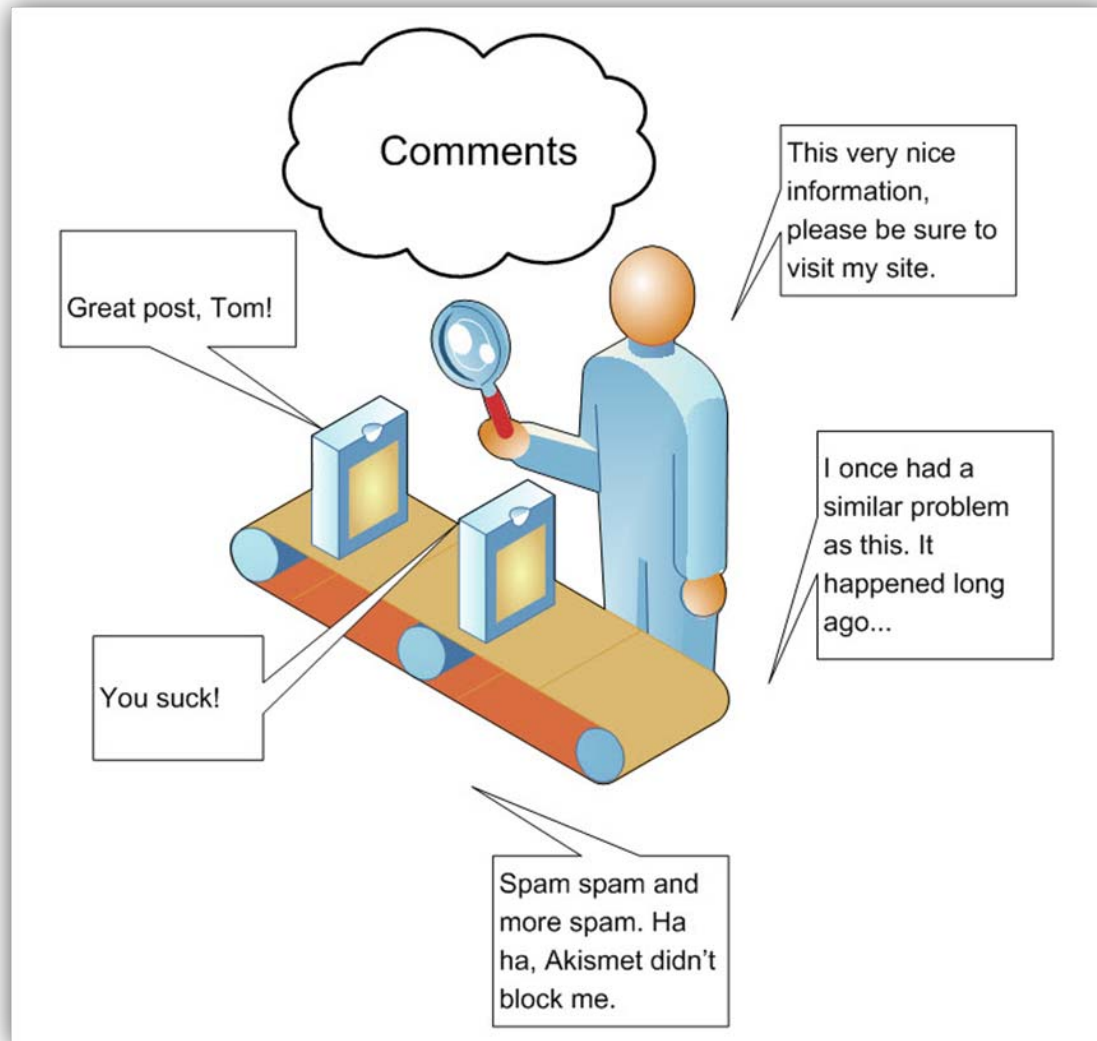 Comments
This very nice
information,
please be sure to
visit my site.
Great post, Tom!
I once had a
similar problem
as this. It
happened long
ago...
You suck!
Spam spam and
more spam. Ha
ha, Akismet didn’t
block me.